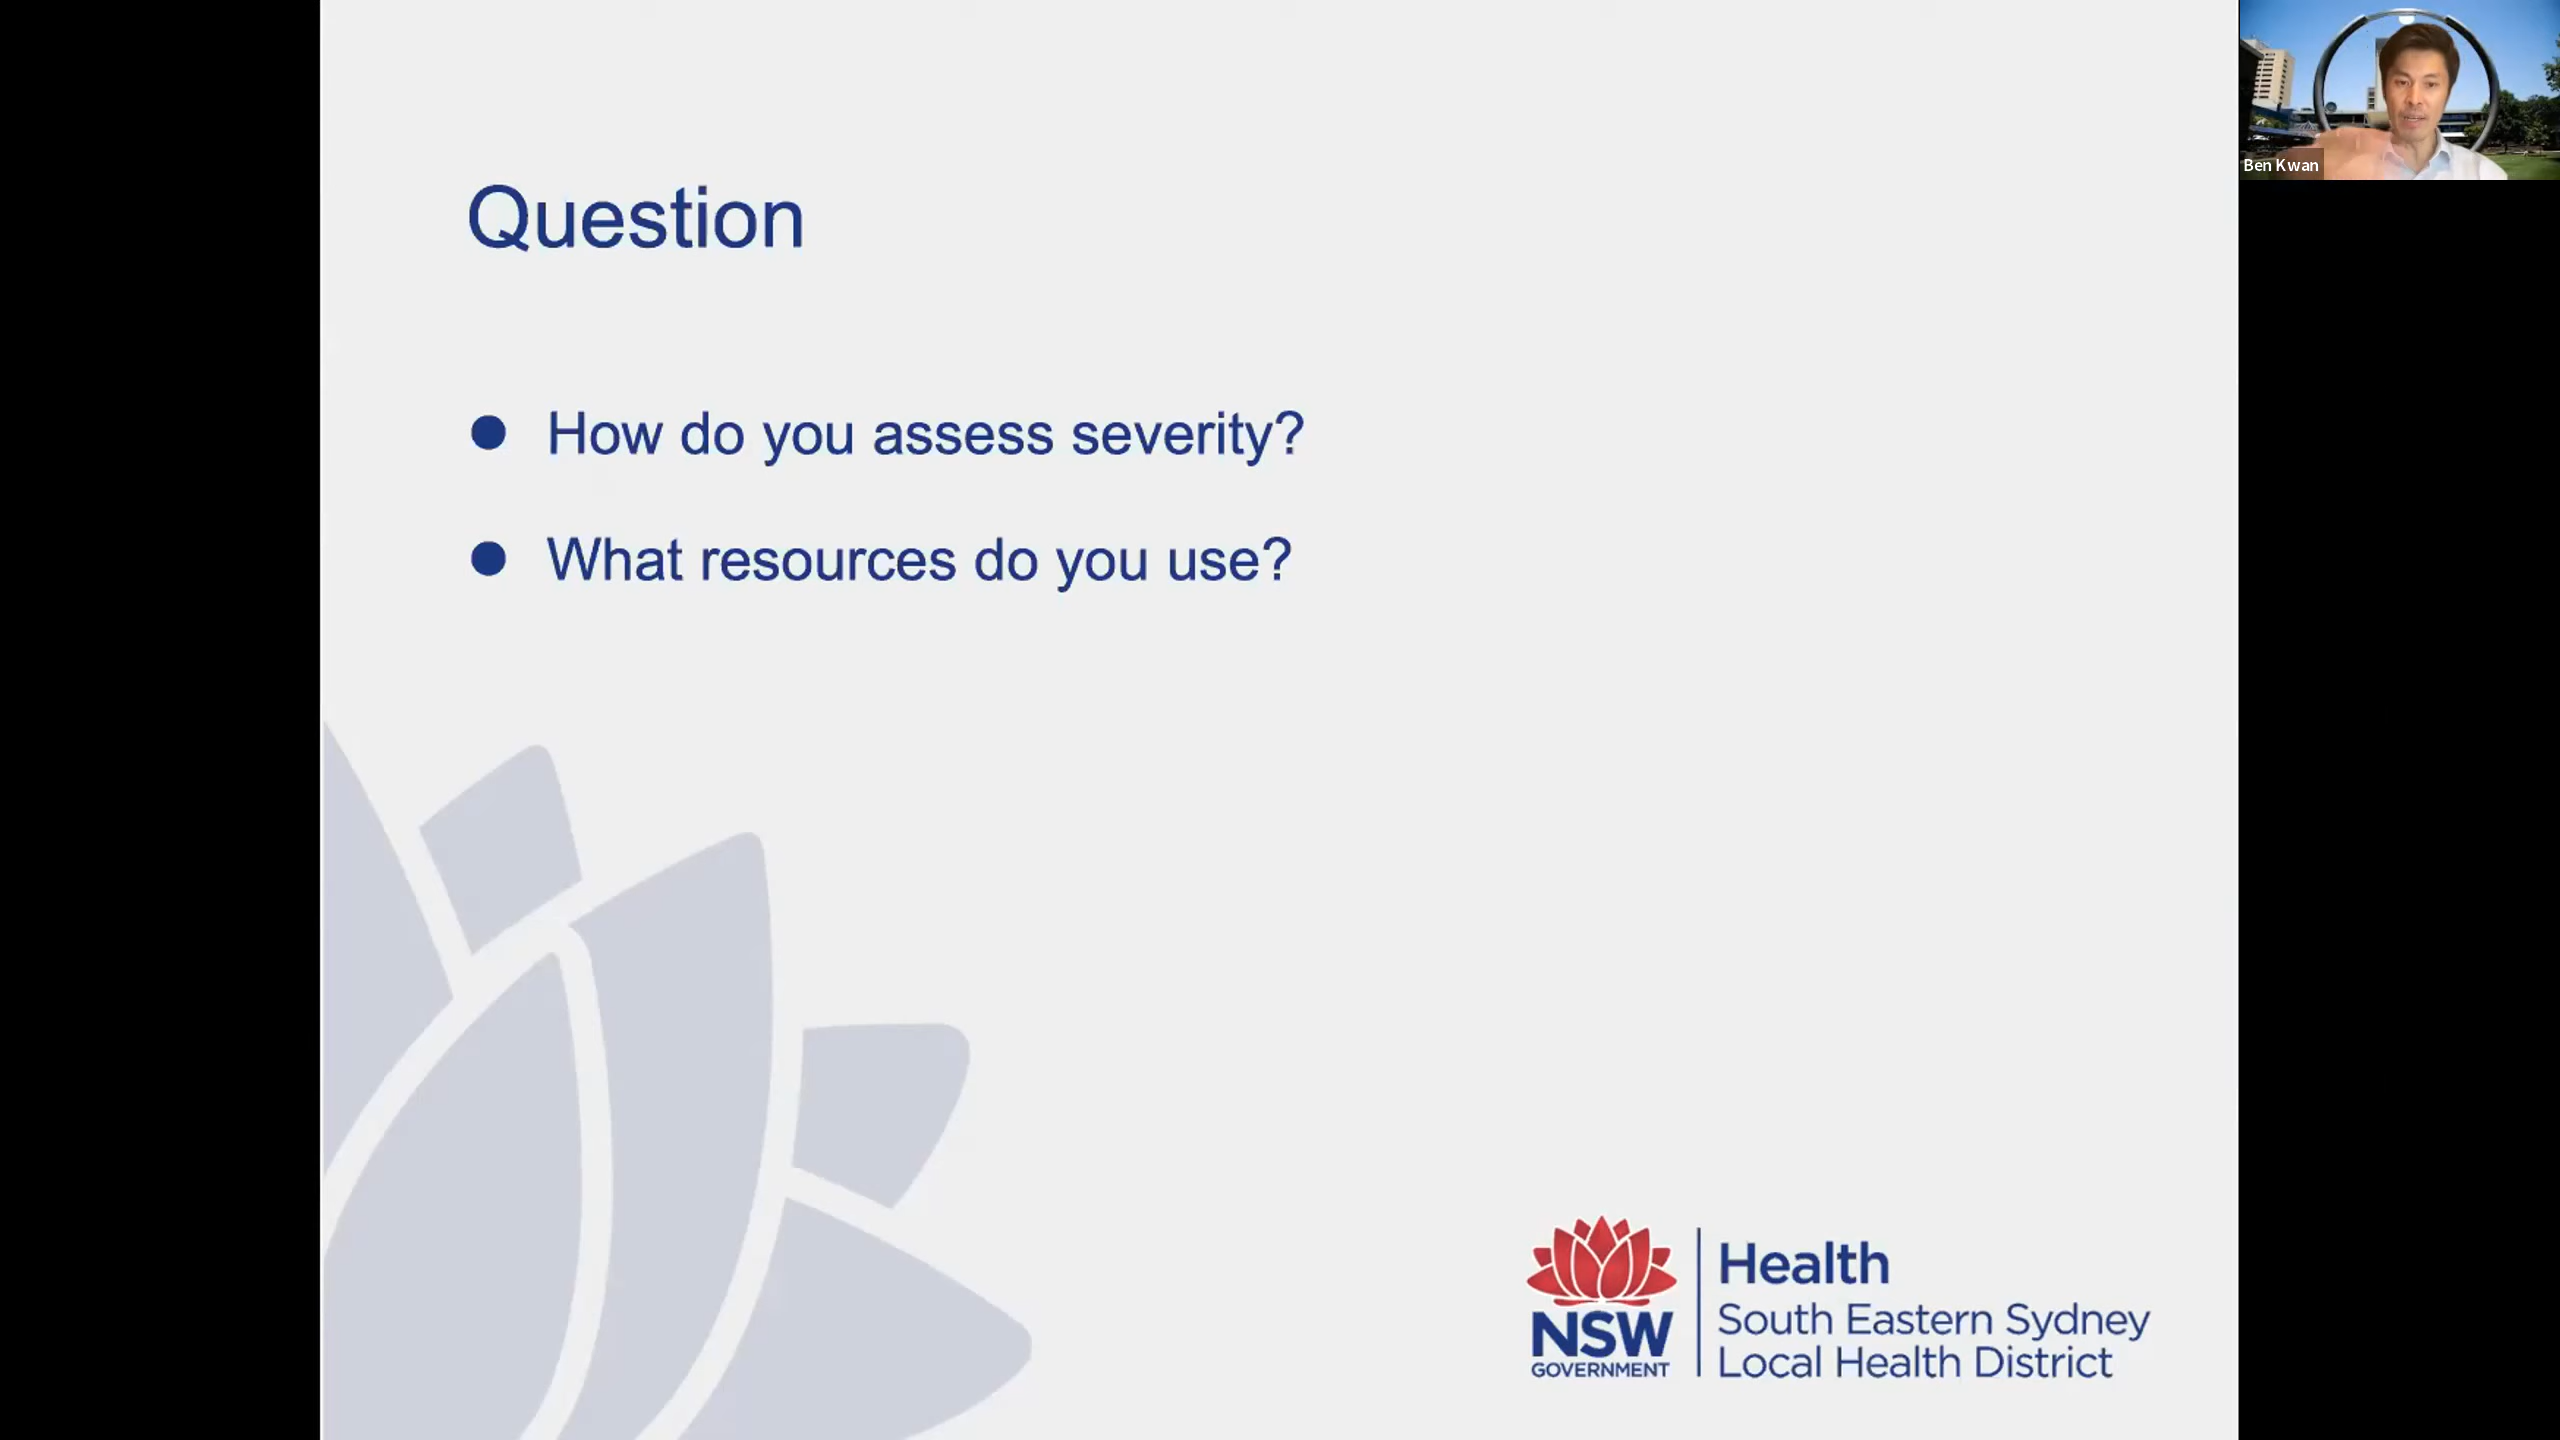 Question
How do you assess severity?
What resources do you use?
Ben Kwan
NSW
GOVERNMENT
Health
South Eastern Sydney
Local Health District